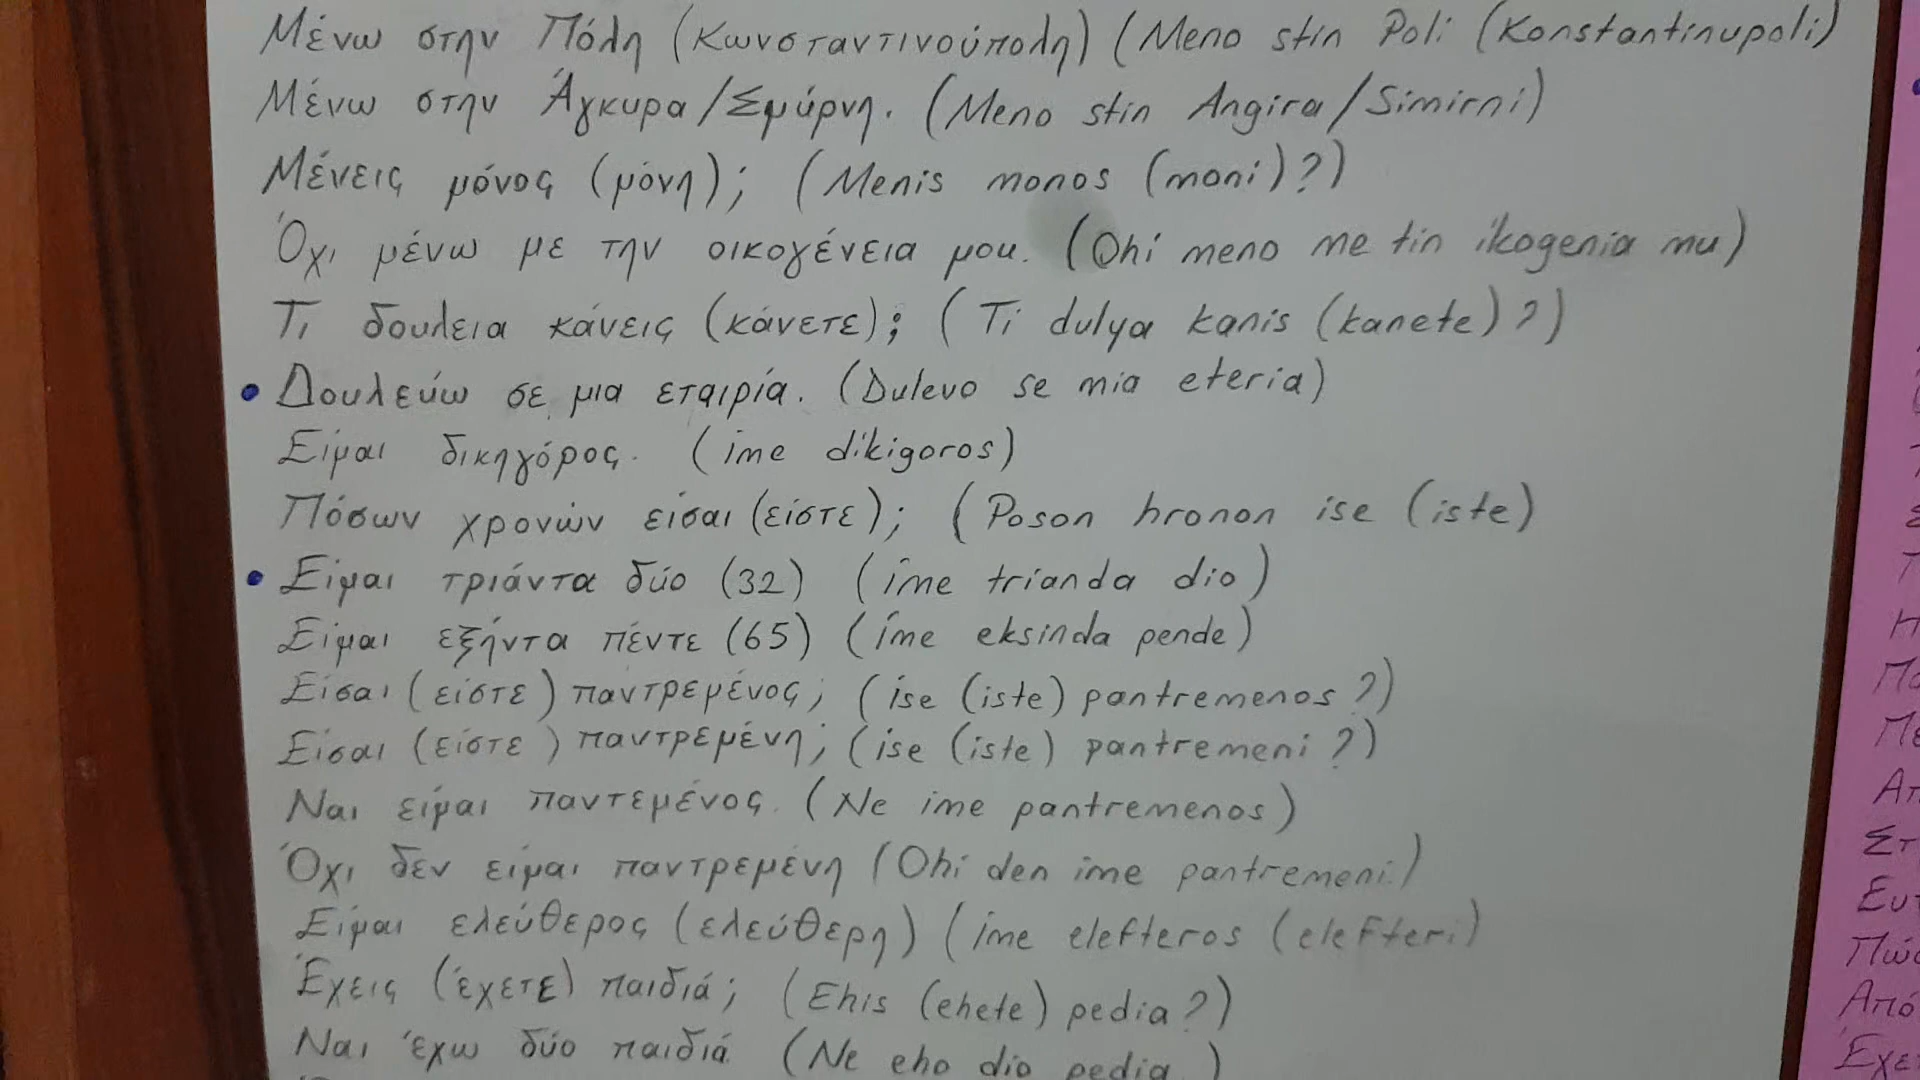 Μένω στην Πόλη (Κωνσταντινούπολη) (Meno stin Poli (Konstantinupoli)
Μένω στην Άγκυρα/Σμύρνη. (Meno stin Angira/Simirni)
Μένεις μόνος (μόνη); (Menis monos (moni)?)
Όχι μένω με την οικογένεια μου. (Ohi meno me tin ikogenia mu)
Τι δουλεια κάνεις (κάνετε); (Ti dulya kanis (kanete)?)
• Δουλεύω σε μια εταιρία. (Dulevo se mia eteria)
Είμαι δικηγόρος. (ime dikigoros)
Πόσων χρονών είσαι (είστε); (Poson hronon ise (iste)
• Είμαι τριάντα δύο (32) (ime trianda dio)
Είμαι εξήντα πέντε (65) (ime eksinda pende)
Είσαι (είστε) παντρεμένος; (ise (iste) pantremenos?)
Είσαι (είστε) παντρεμένη; (ise (iste) pantremeni?)
Ναι είμαι παντεμένος. (Ne ime pantremenos)
Όχι δεν είμαι παντρεμένη (Ohi den ime pantremeni)
Είμαι ελεύθερος (ελεύθερη) (ime elefteros (elefteri)
Έχεις (έχετε) παιδιά; (Ehis (ehete) pedia?)
Ναι έχω δύο παιδιά (Ne eho dio pedia)